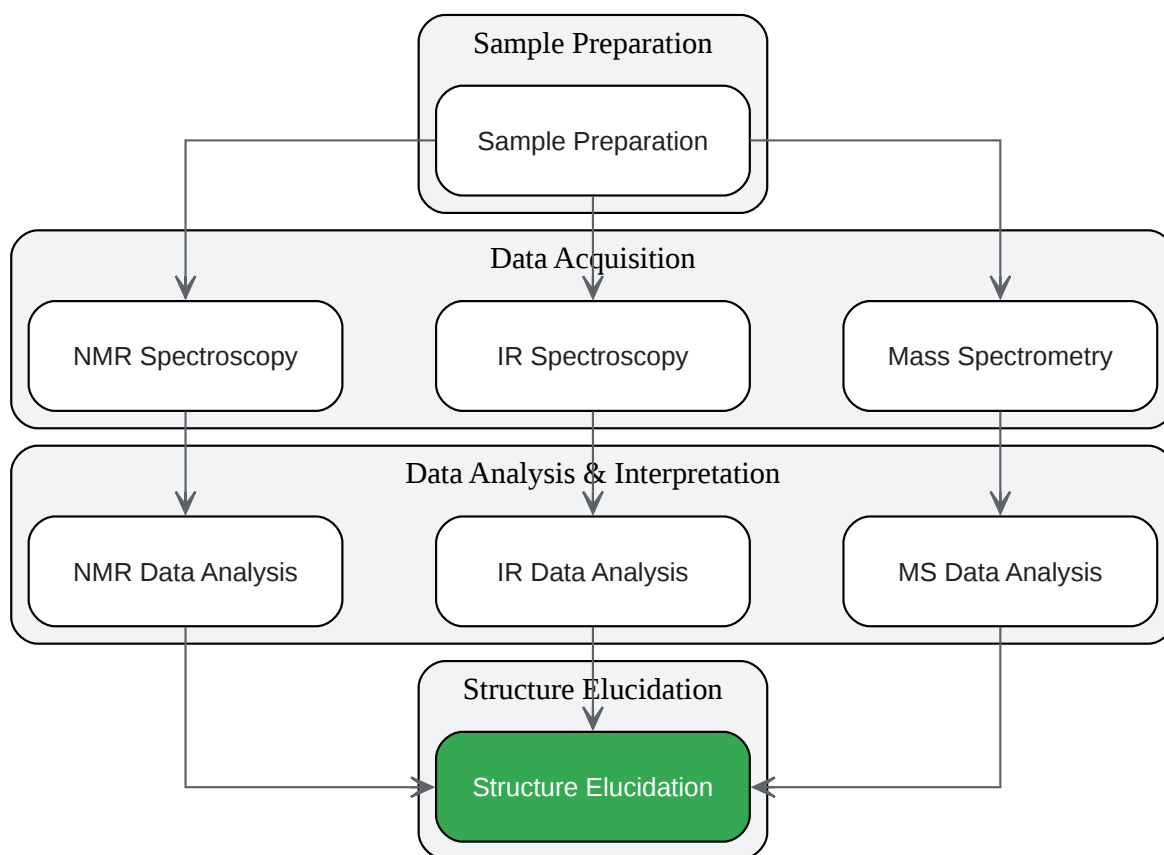 Sample Preparation
Sample Preparation
Data Acquisition
NMR Spectroscopy
IR Spectroscopy
Mass Spectrometry
Data Analysis & Interpretation
NMR Data Analysis
IR Data Analysis
MS Data Analysis
Structure Elucidation
Structure Elucidation